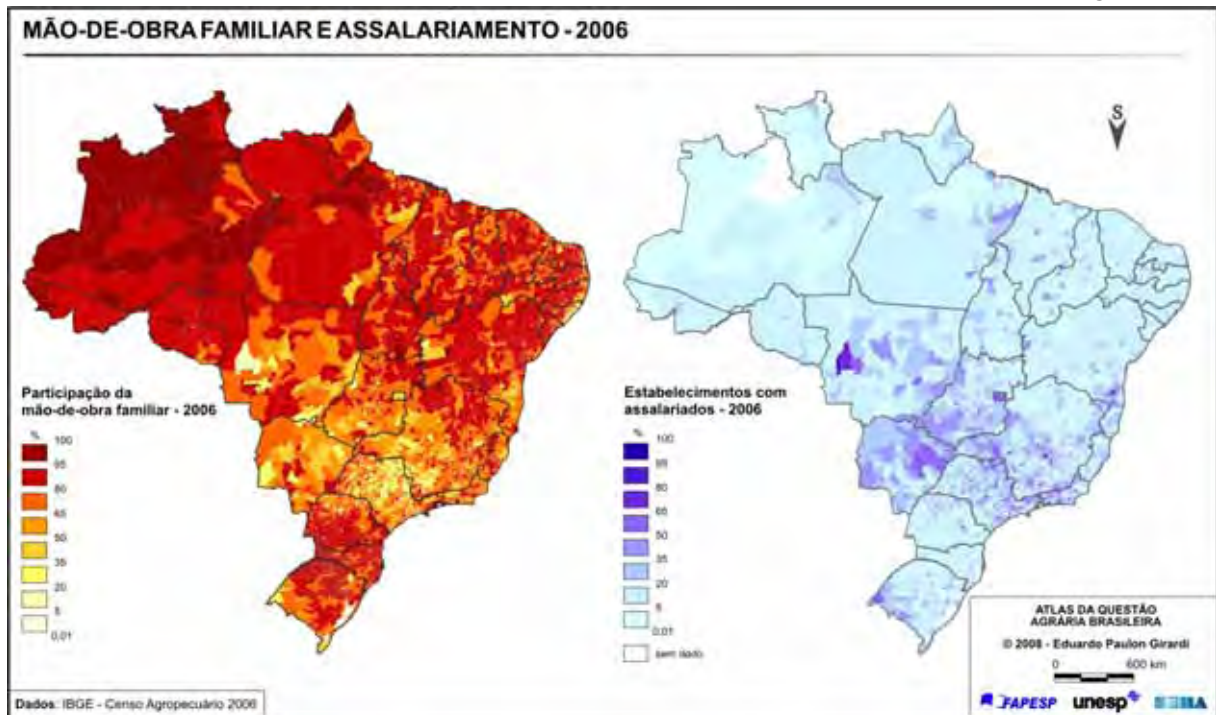 MÃO-DE-OBRA FAMILIAR E ASSALARIAMENTO - 2006
S
Participação da
mão-de-obra familiar - 2006
%
100
95
80
65
50
35
20
5
0,01
Estabelecimentos com
assalariados - 2006
%
100
95
80
65
50
35
20
5
0,01
sem dado
ATLAS DA QUESTÃO
AGRÁRIA BRASILEIRA
© 2008 - Eduardo Paulon Girardi
0 600 km
FAPESP unesp
Dados: IBGE - Censo Agropecuário 2006